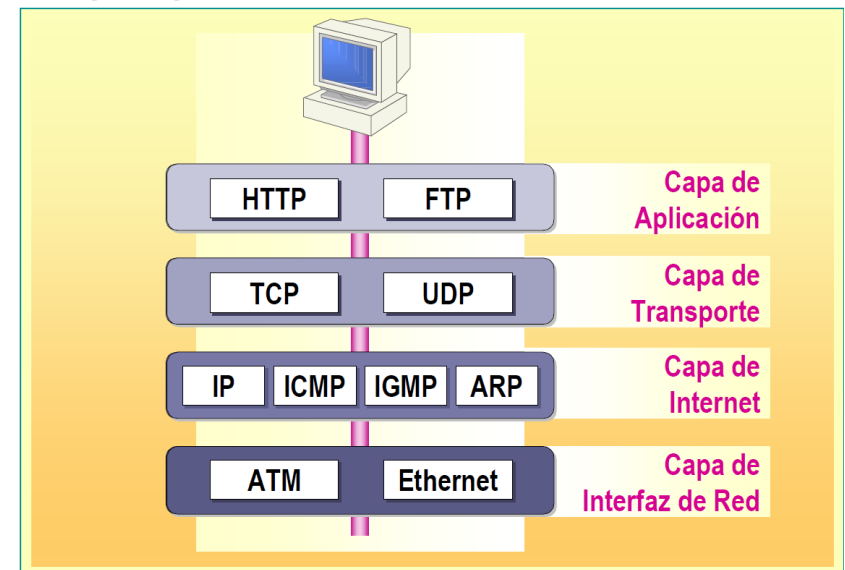 HTTP FTP
Capa de
Aplicación
TCP UDP
Capa de
Transporte
IP ICMP IGMP ARP
Capa de
Internet
ATM Ethernet
Capa de
Interfaz de Red